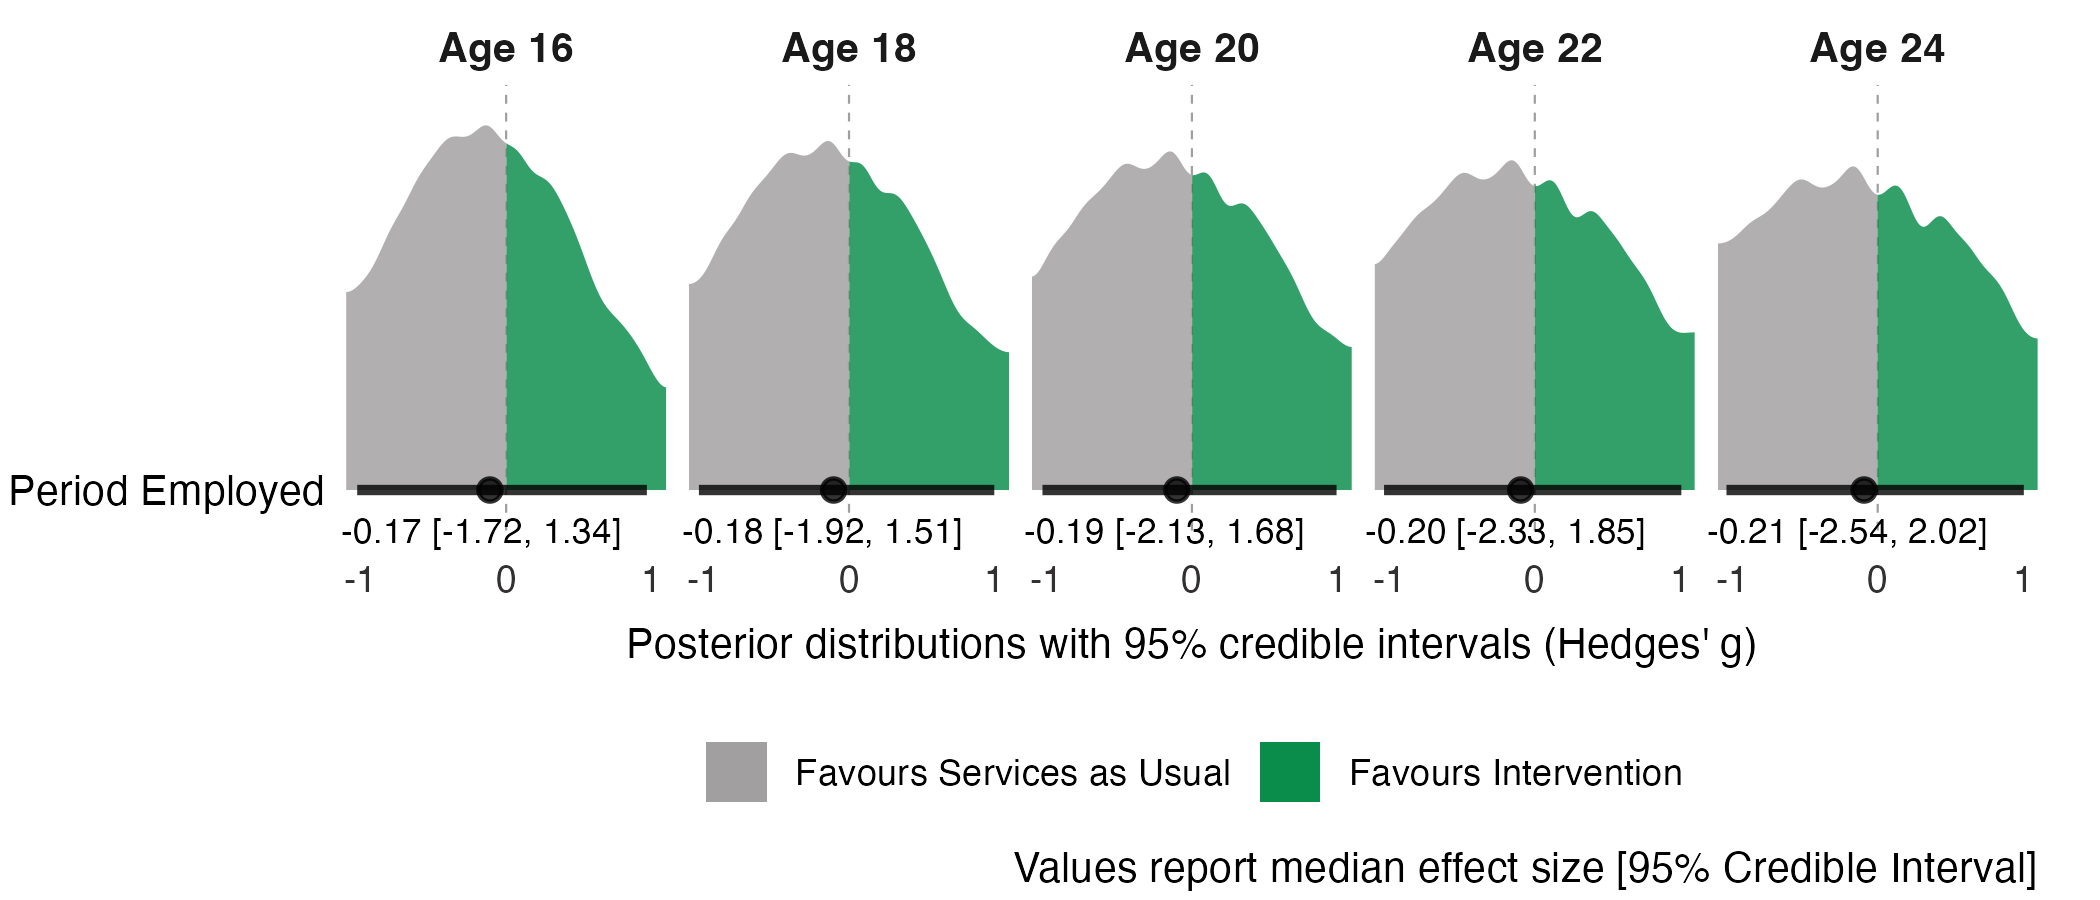 Age 16 Age 18 Age 20 Age 22 Age 24
Period Employed
-0.17 [-1.72, 1.34] -0.18 [-1.92, 1.51] -0.19 [-2.13, 1.68] -0.20 [-2.33, 1.85] -0.21 [-2.54, 2.02]
-1 0 1 -1 0 1 -1 0 1 -1 0 1 -1 0 1
Posterior distributions with 95% credible intervals (Hedges' g)
Favours Services as Usual Favours Intervention
Values report median effect size [95% Credible Interval]